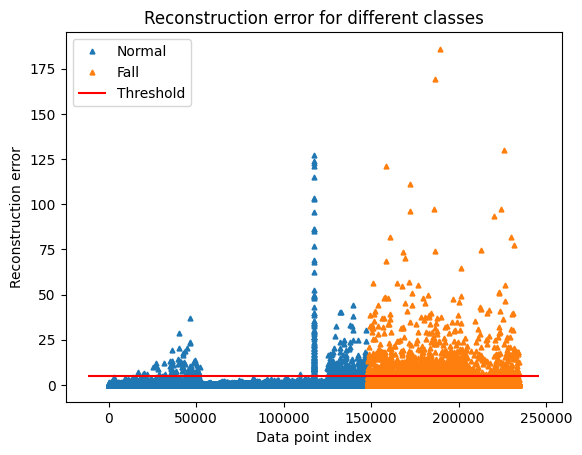 Reconstruction error for different classes
Normal
Fall
Threshold
Reconstruction error
175
150
125
100
75
50
25
0
0
50000
100000
150000
200000
250000
Data point index